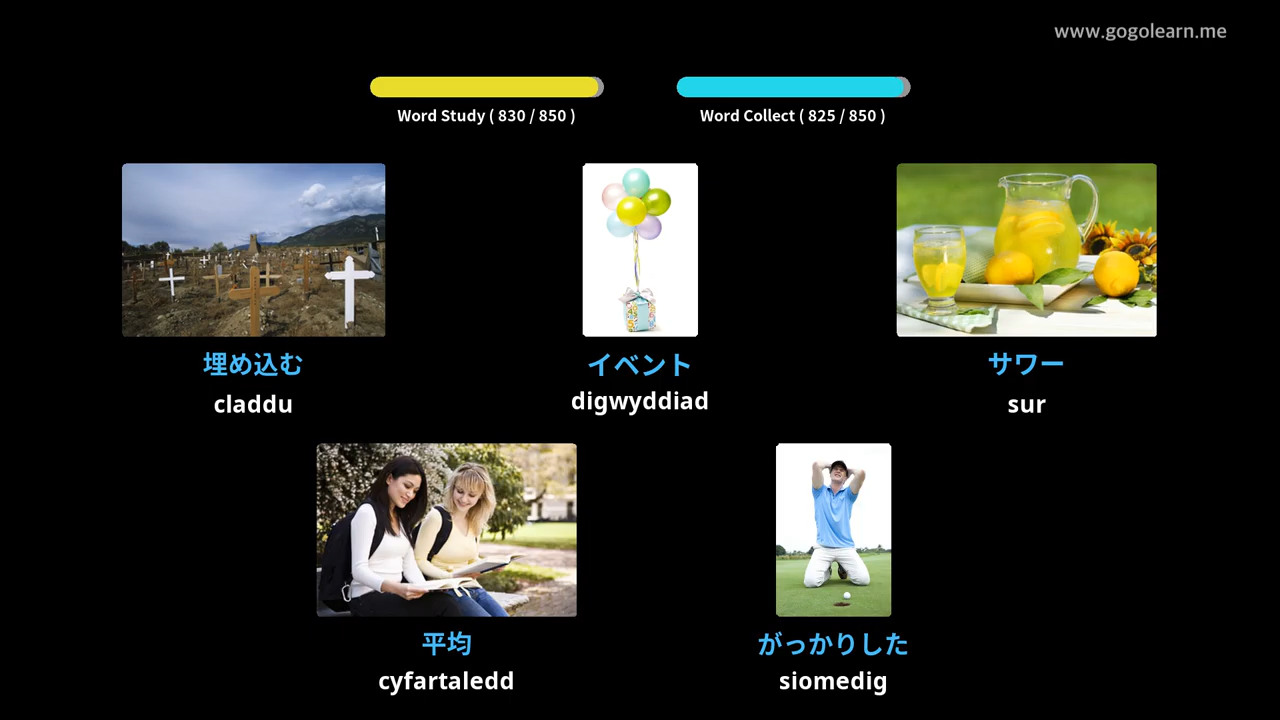 www.gogolearn.me
Word Study ( 830 / 850 )
Word Collect ( 825 / 850 )
埋め込む
claddu
イベント
digwyddiad
サワー
sur
平均
cyfartaledd
がっかりした
siomedig